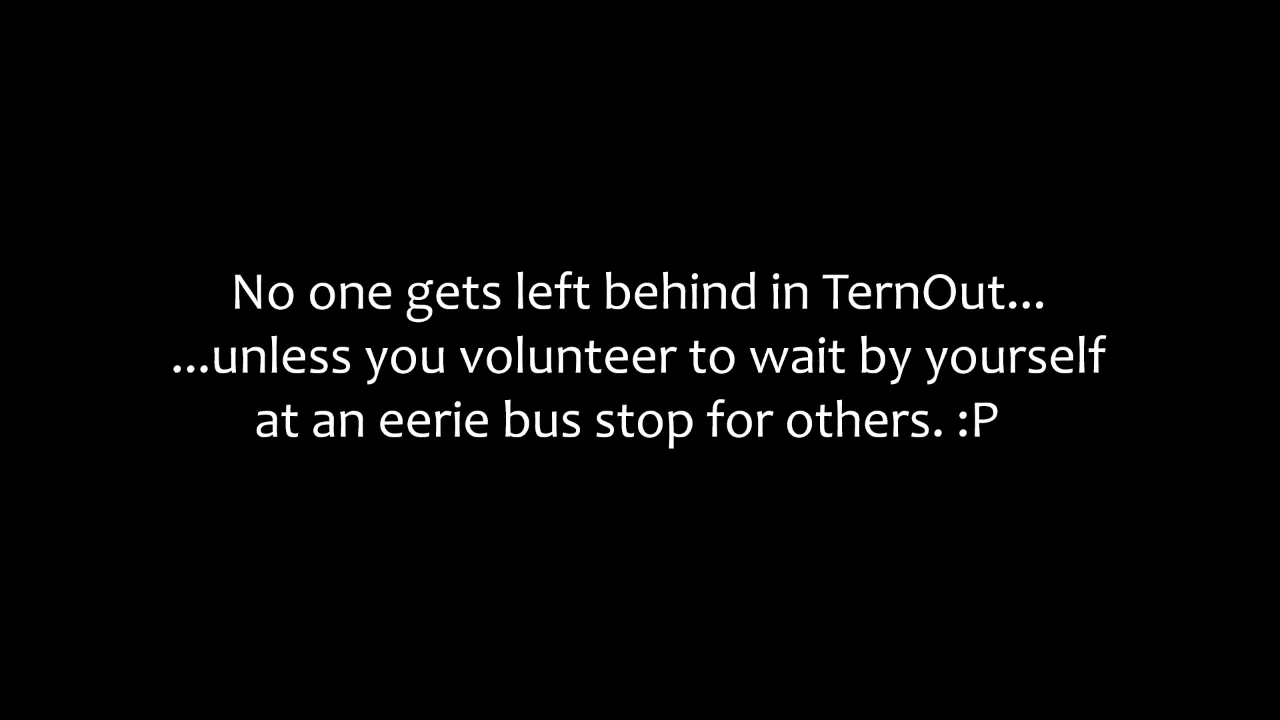 No one gets left behind in TernOut...
...unless you volunteer to wait by yourself
at an eerie bus stop for others. :P